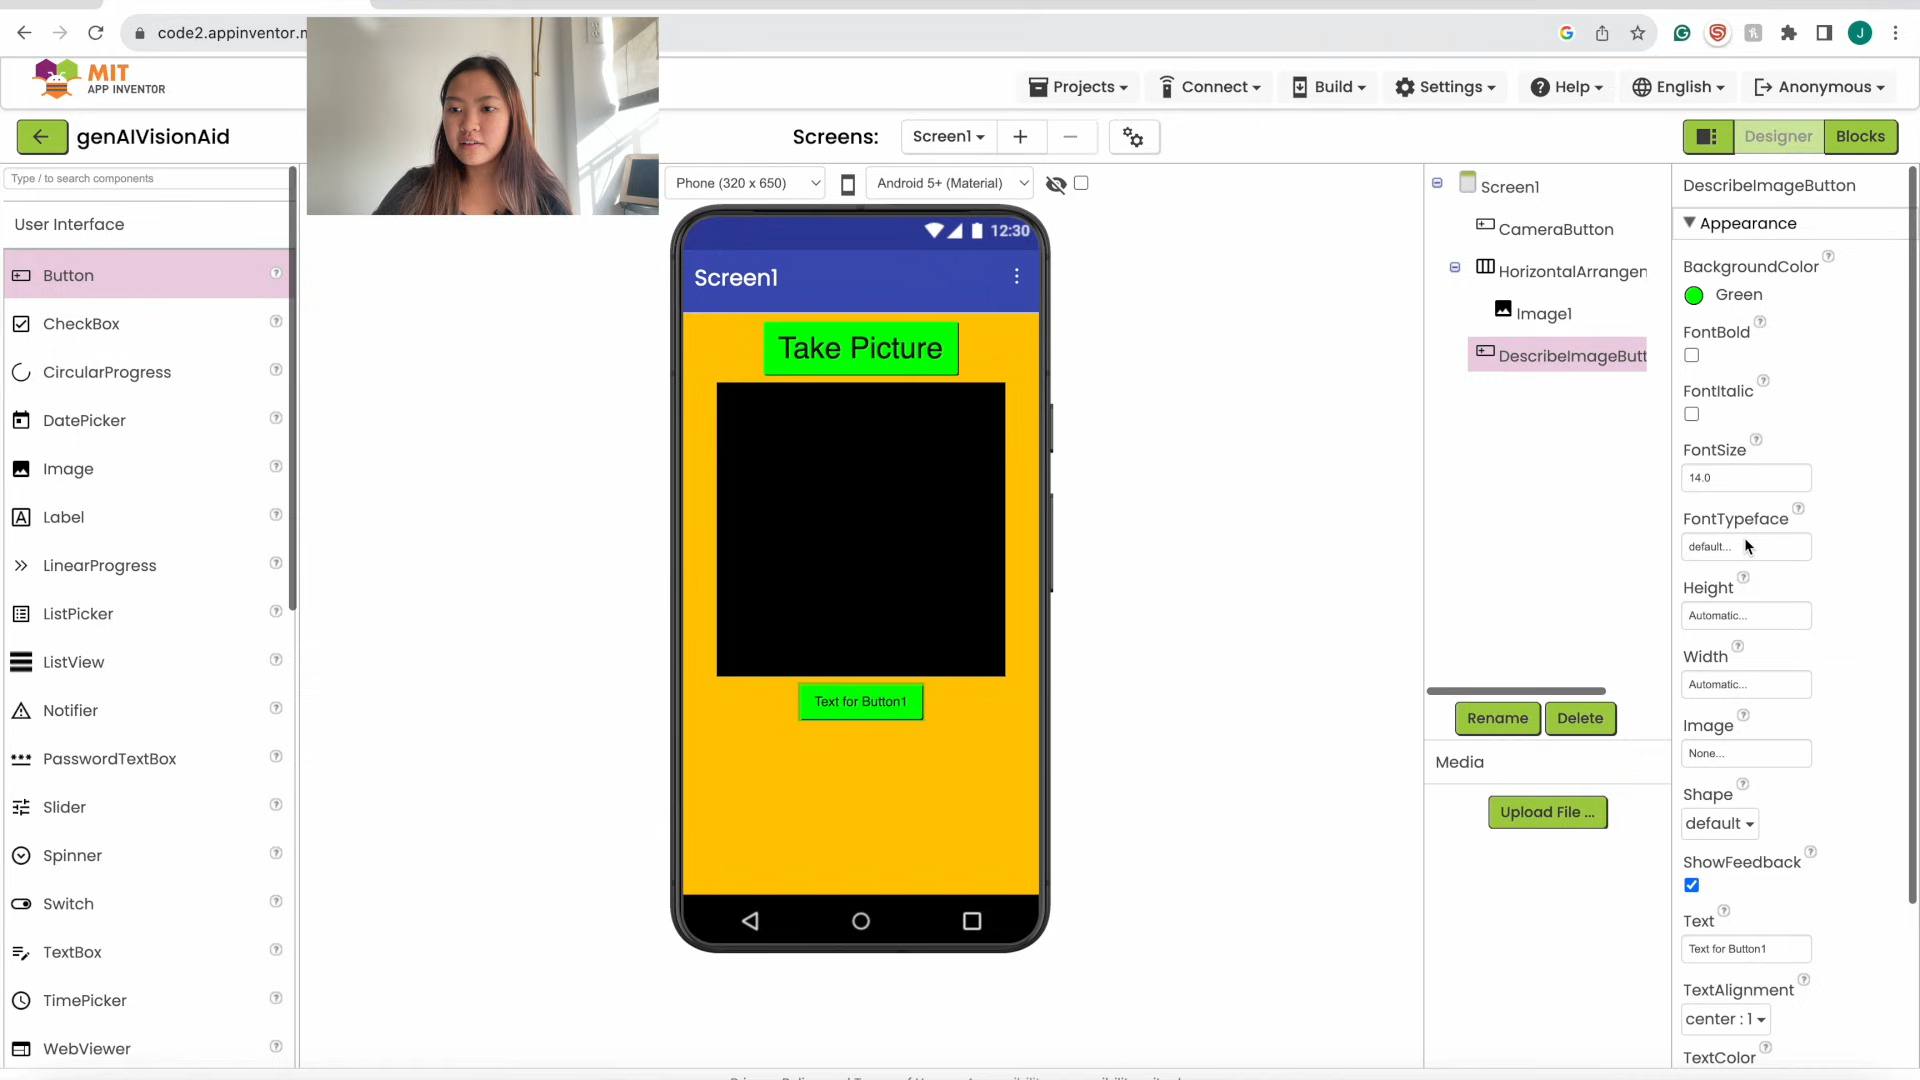 code2.appinventor.m
J
MIT
APP INVENTOR
Projects
Connect
Build
Settings
Help
English
Anonymous
genAIVisionAid
Screens:
Screen1
+
Designer
Blocks
Type / to search components
User Interface
Button
CheckBox
CircularProgress
DatePicker
Image
Label
LinearProgress
ListPicker
ListView
Notifier
PasswordTextBox
Slider
Spinner
Switch
TextBox
TimePicker
WebViewer
Phone (320 x 650)
Android 5+ (Material)
12:30
Screen1
Take Picture
Text for Button1
Screen1
CameraButton
HorizontalArrangen
Image1
DescribeImageButt
Rename
Delete
Media
Upload File ...
DescribeImageButton
Appearance
BackgroundColor
Green
FontBold
FontItalic
FontSize
14.0
FontTypeface
default...
Height
Automatic...
Width
Automatic...
Image
None...
Shape
default
ShowFeedback
Text
Text for Button1
TextAlignment
center : 1
TextColor